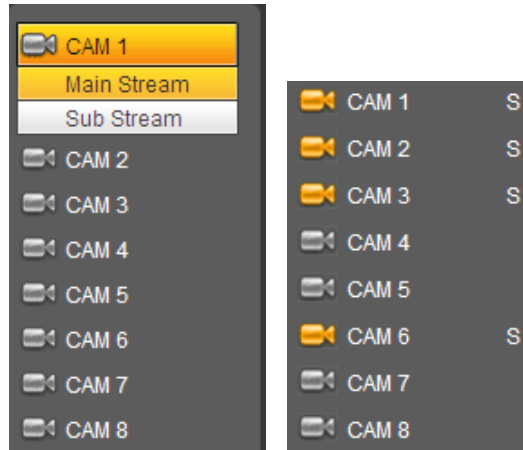 CAM 1
Main Stream
Sub Stream
CAM 2
CAM 3
CAM 4
CAM 5
CAM 6
CAM 7
CAM 8
CAM 1 S
CAM 2 S
CAM 3 S
CAM 4
CAM 5
CAM 6 S
CAM 7
CAM 8